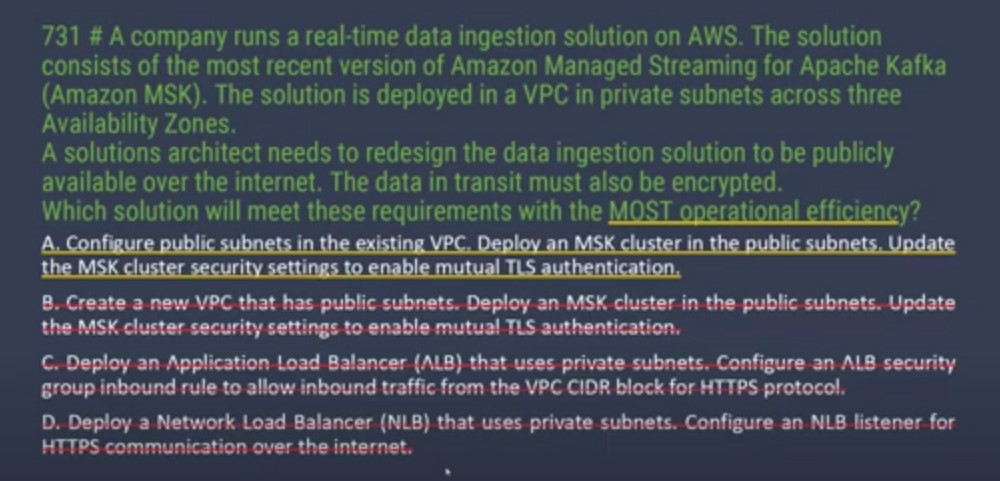 731 # A company runs a real-time data ingestion solution on AWS. The solution
consists of the most recent version of Amazon Managed Streaming for Apache Kafka
(Amazon MSK). The solution is deployed in a VPC in private subnets across three
Availability Zones.
A solutions architect needs to redesign the data ingestion solution to be publicly
available over the internet. The data in transit must also be encrypted.
Which solution will meet these requirements with the MOST operational efficiency?
A. Configure public subnets in the existing VPC. Deploy an MSK cluster in the public subnets. Update
the MSK cluster security settings to enable mutual TLS authentication.
B. Create a new VPC that has public subnets. Deploy an MSK cluster in the public subnets. Update
the MSK cluster security settings to enable mutual TLS authentication.
C. Deploy an Application Load Balancer (ALB) that uses private subnets. Configure an ALB security
group inbound rule to allow inbound traffic from the VPC CIDR block for HTTPS protocol.
D. Deploy a Network Load Balancer (NLB) that uses private subnets. Configure an NLB listener for
HTTPS communication over the internet.